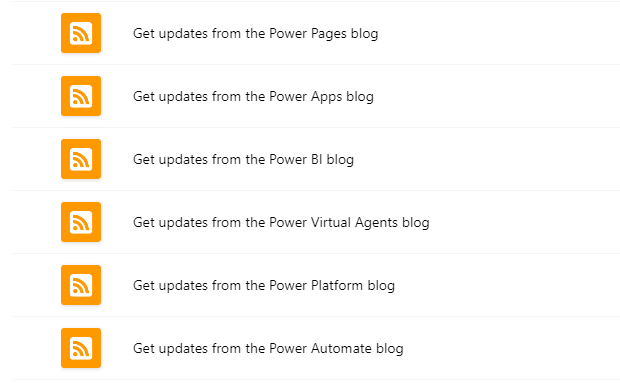 Get updates from the Power Pages blog
Get updates from the Power Apps blog
Get updates from the Power BI blog
Get updates from the Power Virtual Agents blog
Get updates from the Power Platform blog
Get updates from the Power Automate blog